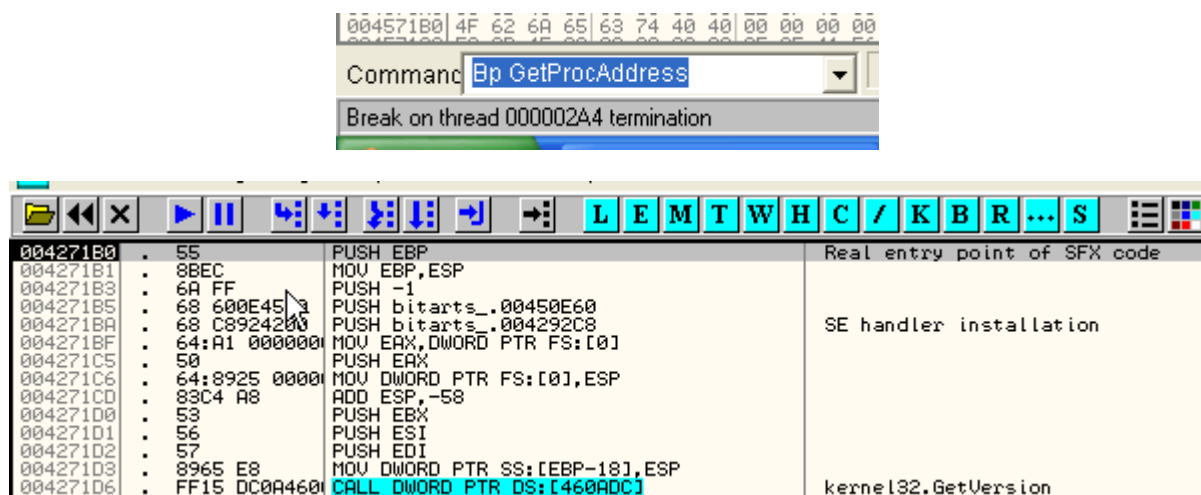 004571B0 4F 62 6A 65 63 74 40 40 00 00 00 00
Command Bp GetProcAddress
Break on thread 000002A4 termination
L E M T W H C / K B R ... S
004271B0 . 55 PUSH EBP Real entry point of SFX code
004271B1 . 8BEC MOV EBP,ESP
004271B3 . 6A FF PUSH -1
004271B5 . 68 600E45 PUSH bitarts_.00450E60
004271BA . 68 C8924200 PUSH bitarts_.004292C8 SE handler installation
004271BF . 64:A1 000000 MOV EAX,DWORD PTR FS:[0]
004271C5 . 50 PUSH EAX
004271C6 . 64:8925 0000 MOV DWORD PTR FS:[0],ESP
004271CD . 83C4 A8 ADD ESP,-58
004271D0 . 53 PUSH EBX
004271D1 . 56 PUSH ESI
004271D2 . 57 PUSH EDI
004271D3 . 8965 E8 MOV DWORD PTR SS:[EBP-18],ESP
004271D6 . FF15 DC0A460 CALL DWORD PTR DS:[460ADC] kernel32.GetVersion